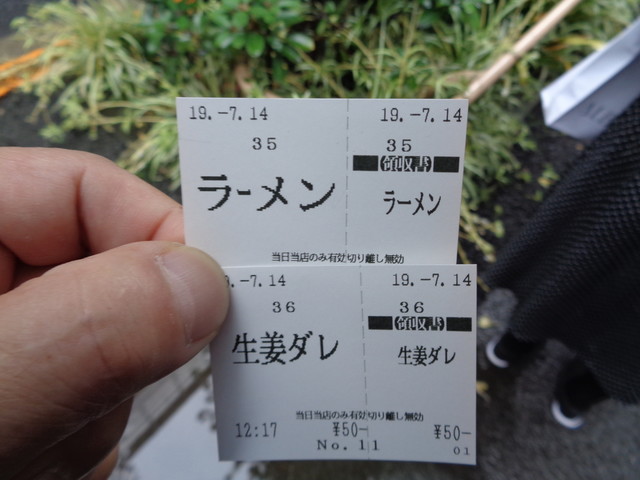 19.-7.14 19.-7.14
35 35
領収書
ラーメン ラーメン
当日当店のみ有効切り離し無効
-7.14 19.-7.14
36 36
領収書
生姜ダレ 生姜ダレ
当日当店のみ有効切り離し無効
12:17 ¥50- ¥50-
No.11 01